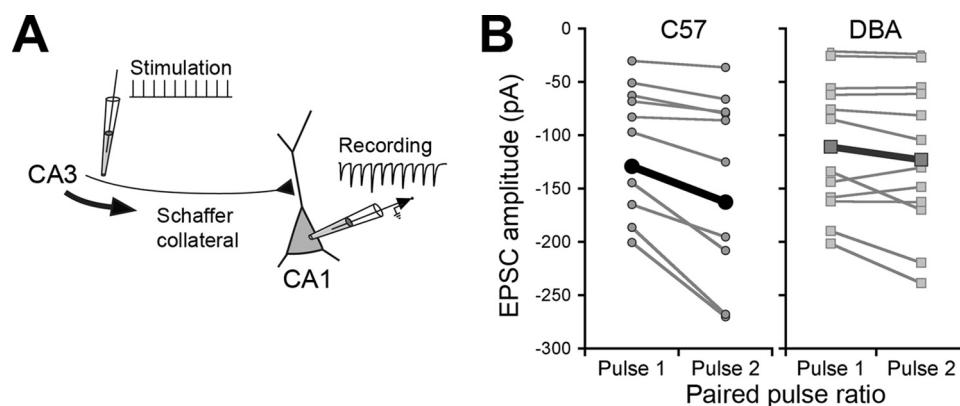 A
Stimulation
CA3
Schaffer
collateral
Recording
CA1
B
C57
DBA
EPSC amplitude (pA)
0
-50
-100
-150
-200
-250
-300
Pulse 1
Pulse 2
Pulse 1
Pulse 2
Paired pulse ratio